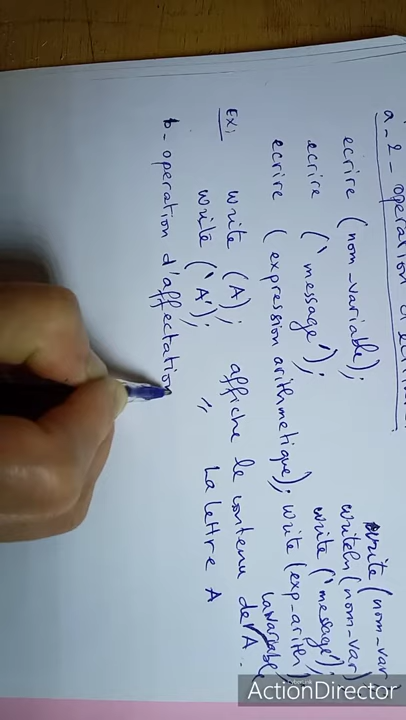 a-2- operation d'ecriture
write (nom-var)
ecrire (nom-variable); writeln (nom-var)
ecrire ('message'); write ('message');
ecrire (expression arithmetique); write (exp-arith)
Ex: write (A); affiche le contenu de la variable A.
write ('A'); " La lettre A
b- operation d'affectation
ActionDirector